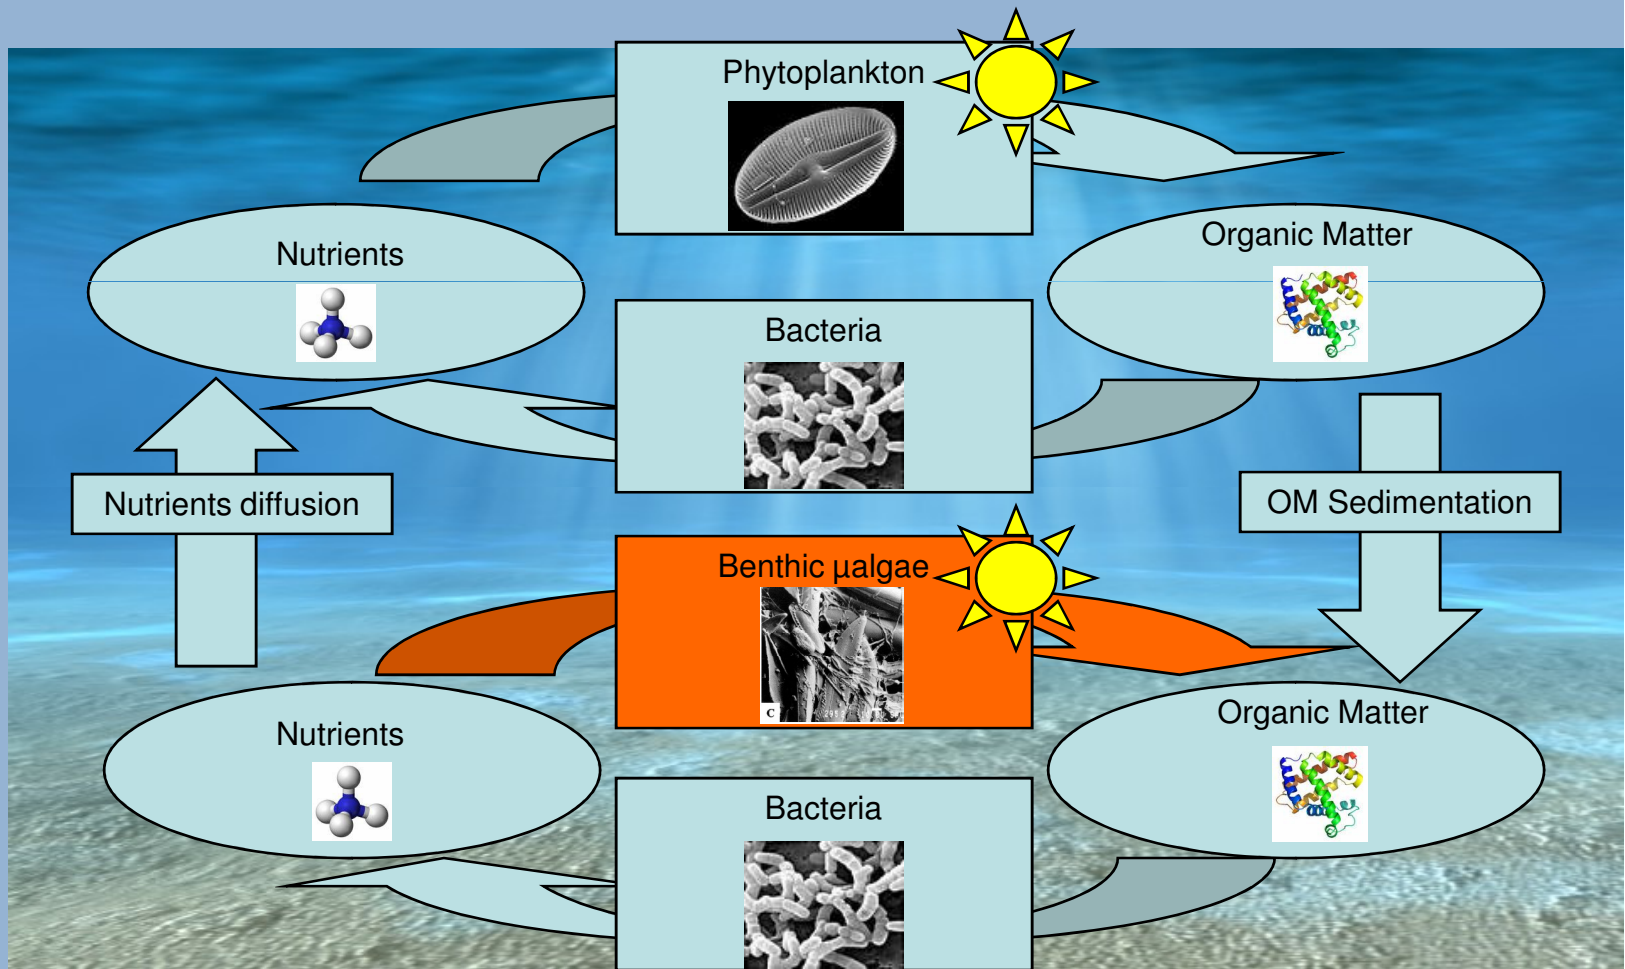 Phytoplankton
Nutrients
Organic Matter
Bacteria
Nutrients diffusion
OM Sedimentation
Benthic µalgae
C
Nutrients
Organic Matter
Bacteria